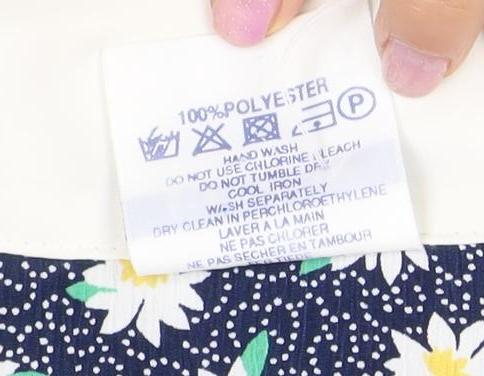 100%POLYESTER
P
HAND WASH
DO NOT USE CHLORINE BLEACH
DO NOT TUMBLE DRY
COOL IRON
WASH SEPARATELY
DRY CLEAN IN PERCHLOROETHYLENE
LAVER A LA MAIN
NE PAS CHLORIER
NE PAS SECHER EN TAMBOUR